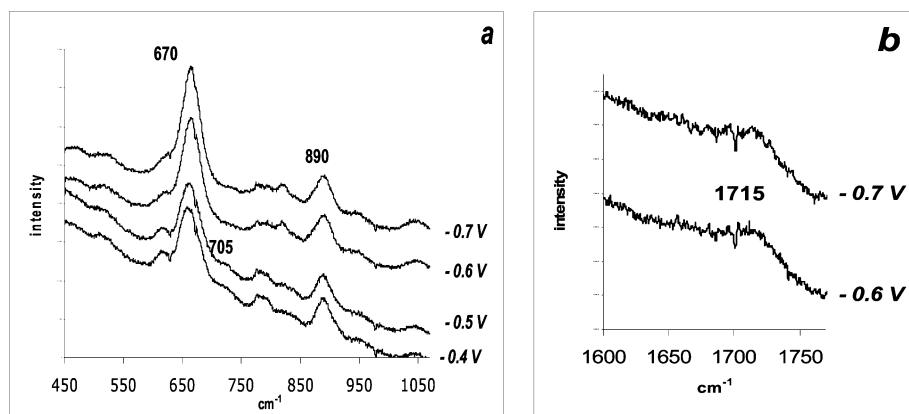 a
670
890
705
- 0.7 V
- 0.6 V
- 0.5 V
- 0.4 V
intensity
450 550 650 750 850 950 1050
cm-1
b
1715
- 0.7 V
- 0.6 V
intensity
1600 1650 1700 1750
cm-1